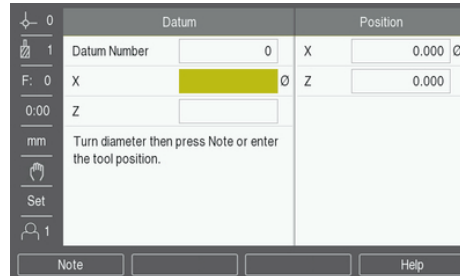 0
Datum
Position
1
Datum Number 0
X 0.000 Ø
F: 0
X Ø
Z 0.000
0:00
Z
mm
Turn diameter then press Note or enter
the tool position.
Set
1
Note
Help